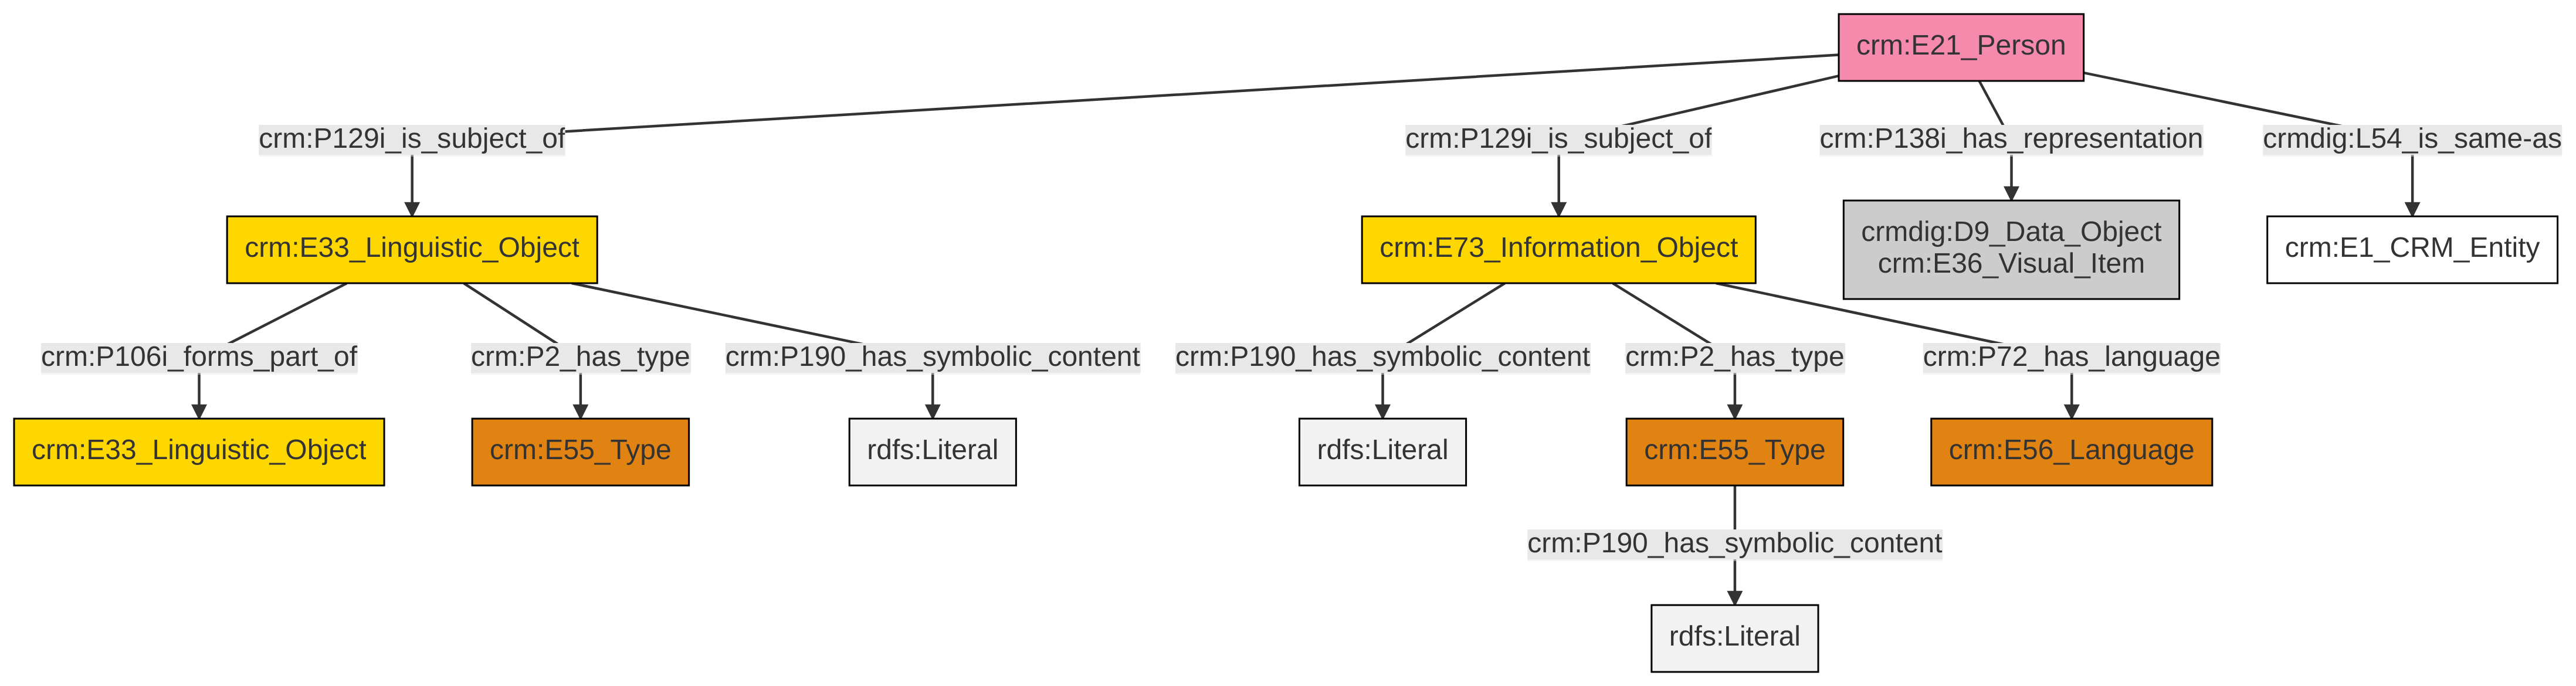 crm:E21_Person
crm:P129i_is_subject_of
crm:P129i_is_subject_of
crm:P138i_has_representation
crmdig:L54_is_same-as
crm:E33_Linguistic_Object
crm:E73_Information_Object
crmdig:D9_Data_Object
crm:E36_Visual_Item
crm:E1_CRM_Entity
crm:P106i_forms_part_of
crm:P2_has_type
crm:P190_has_symbolic_content
crm:P190_has_symbolic_content
crm:P2_has_type
crm:P72_has_language
crm:E33_Linguistic_Object
crm:E55_Type
rdfs:Literal
rdfs:Literal
crm:E55_Type
crm:E56_Language
crm:P190_has_symbolic_content
rdfs:Literal